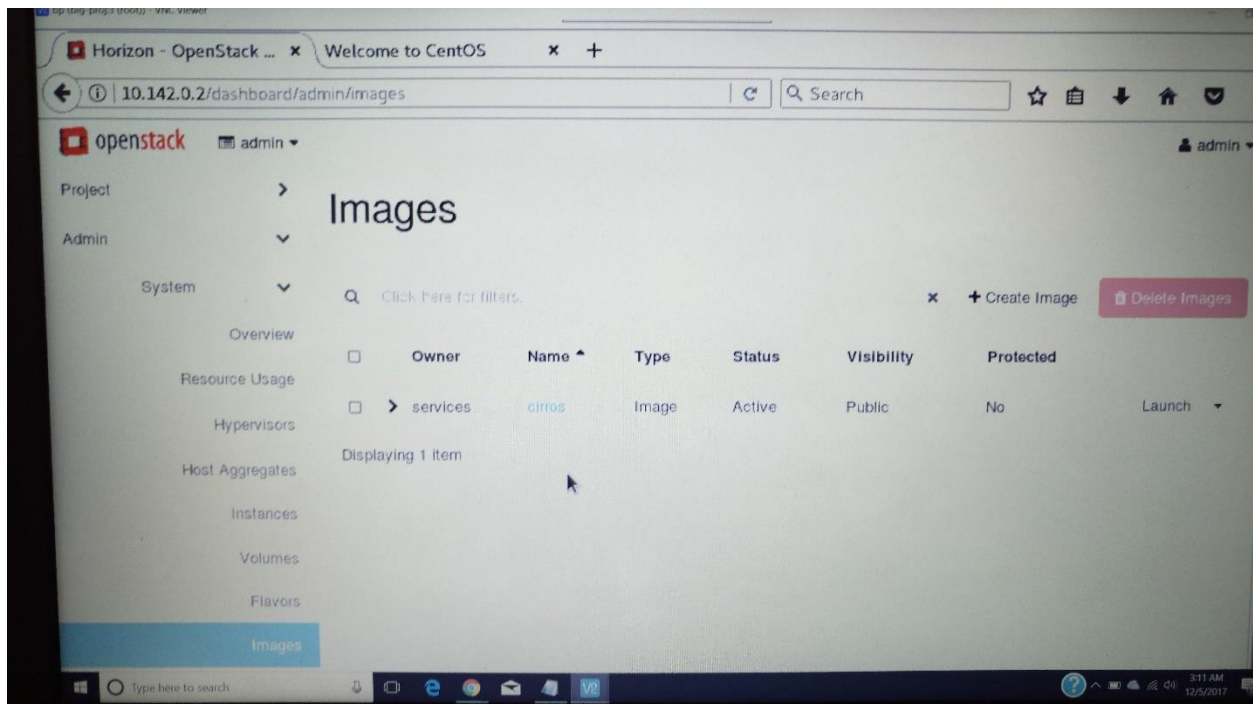 Horizon - OpenStack ... × Welcome to CentOS × +
10.142.0.2/dashboard/admin/images Search
openstack admin admin
Project
Images
Admin
System
Click here for filters. × + Create Image Delete Images
Overview
Owner Name Type Status Visibility Protected
Resource Usage
services cirros Image Active Public No Launch
Hypervisors
Displaying 1 item
Host Aggregates
Instances
Volumes
Flavors
Images
Type here to search
3:11 AM
12/5/2017